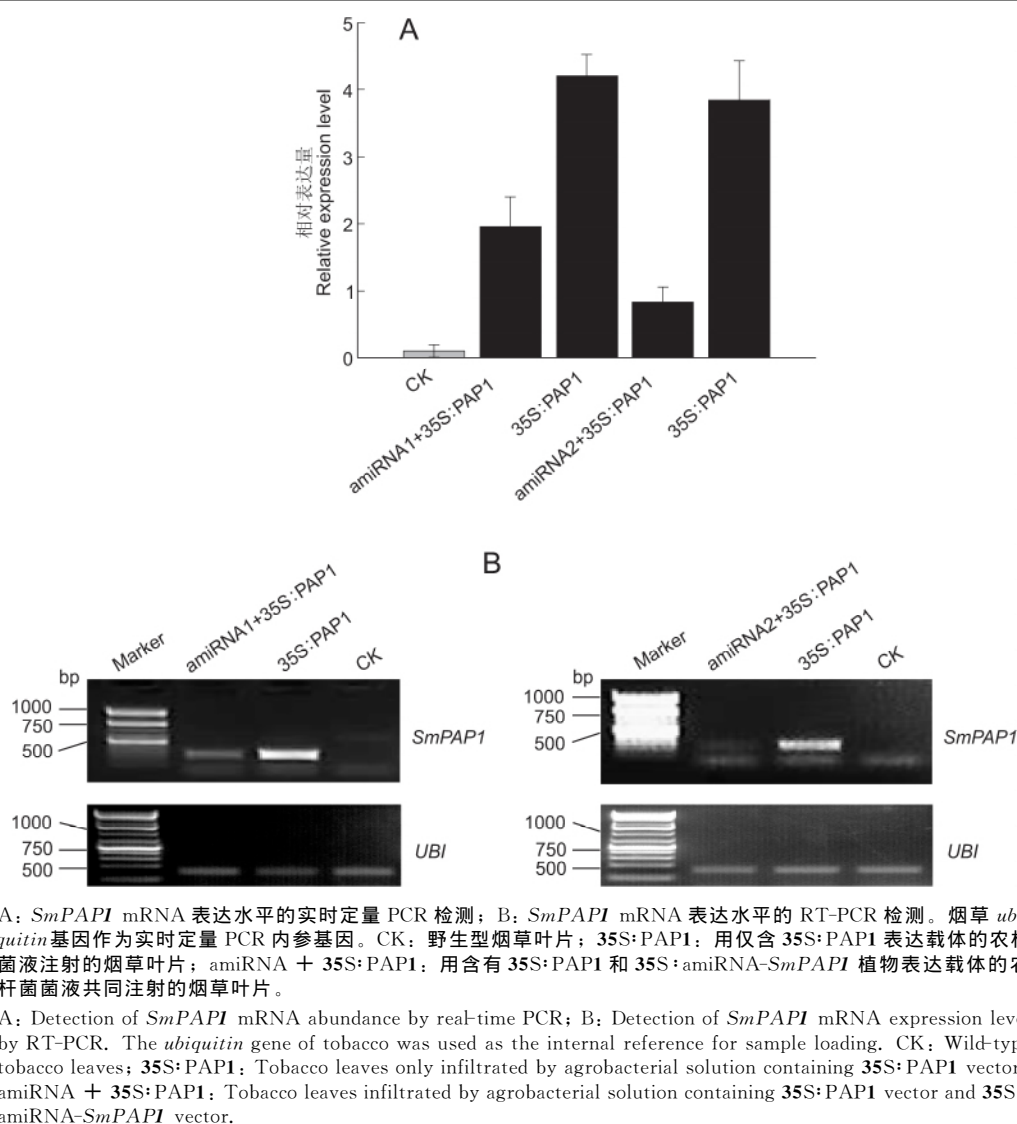 A
5
4
3
2
1
0
相对表达量
Relative expression level
CK
amiRNA1+35S:PAP1
35S:PAP1
amiRNA2+35S:PAP1
35S:PAP1
B
Marker
amiRNA1+35S:PAP1
35S:PAP1
CK
bp
1000
750
500
SmPAP1
1000
750
500
UBI
Marker
amiRNA2+35S:PAP1
35S:PAP1
CK
bp
1000
750
500
SmPAP1
1000
750
500
UBI
A: SmPAP1 mRNA 表达水平的实时定量 PCR 检测；B: SmPAP1 mRNA 表达水平的 RT-PCR 检测。烟草 ub
quitin基因作为实时定量 PCR 内参基因。CK：野生型烟草叶片；35S:PAP1：用仅含 35S:PAP1 表达载体的农杆
菌液注射的烟草叶片；amiRNA + 35S:PAP1：用含有 35S:PAP1 和 35S:amiRNA-SmPAP1 植物表达载体的农
杆菌菌液共同注射的烟草叶片。
A: Detection of SmPAP1 mRNA abundance by real-time PCR; B: Detection of SmPAP1 mRNA expression leve
by RT-PCR. The ubiquitin gene of tobacco was used as the internal reference for sample loading. CK: Wild-typ
tobacco leaves; 35S:PAP1: Tobacco leaves only infiltrated by agrobacterial solution containing 35S:PAP1 vector
amiRNA + 35S:PAP1: Tobacco leaves infiltrated by agrobacterial solution containing 35S:PAP1 vector and 35S
amiRNA-SmPAP1 vector.